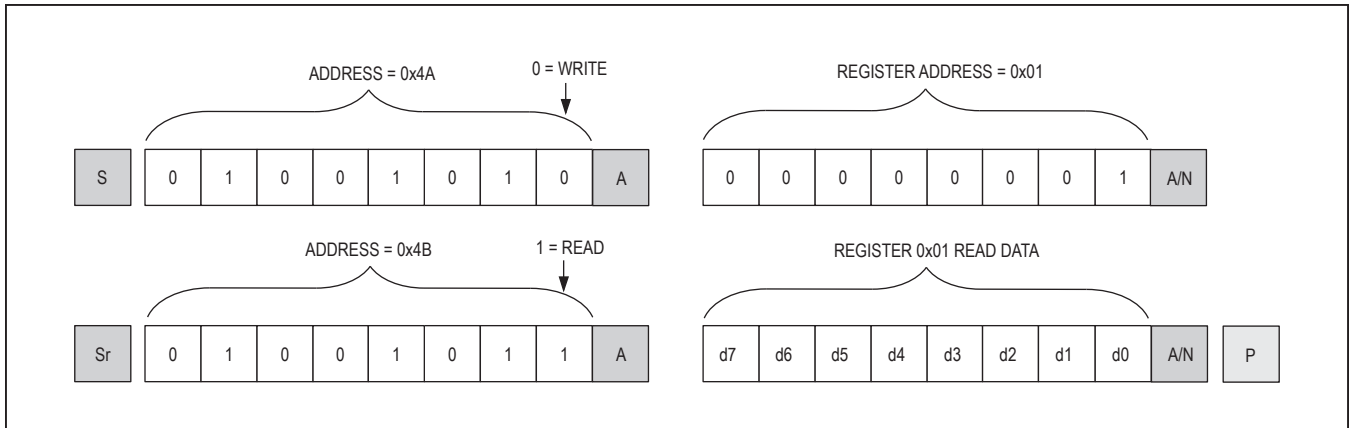 ADDRESS = 0x4A 0 = WRITE REGISTER ADDRESS = 0x01
S 0 1 0 0 1 0 1 0 A 0 0 0 0 0 0 0 1 A/N
ADDRESS = 0x4B 1 = READ REGISTER 0x01 READ DATA
Sr 0 1 0 0 1 0 1 1 A d7 d6 d5 d4 d3 d2 d1 d0 A/N P